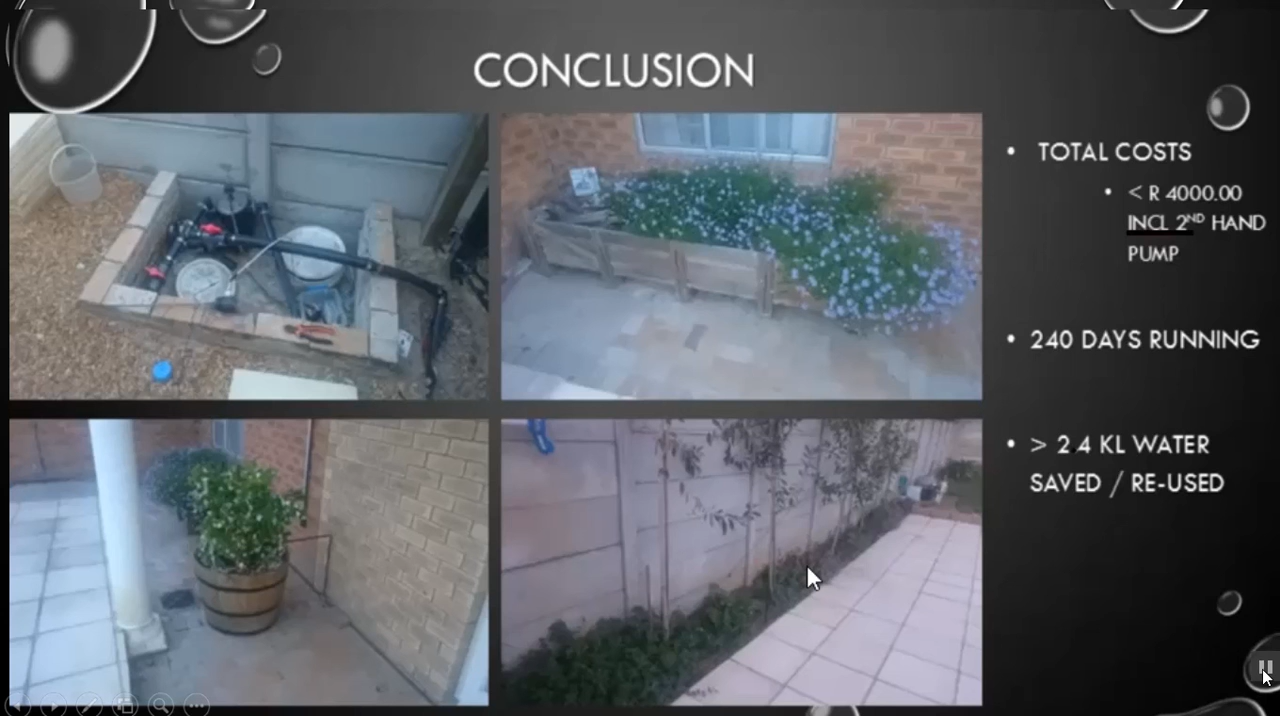 CONCLUSION
• TOTAL COSTS
• < R 4000.00
INCL 2ND HAND
PUMP
• 240 DAYS RUNNING
• > 2.4 KL WATER
SAVED / RE-USED